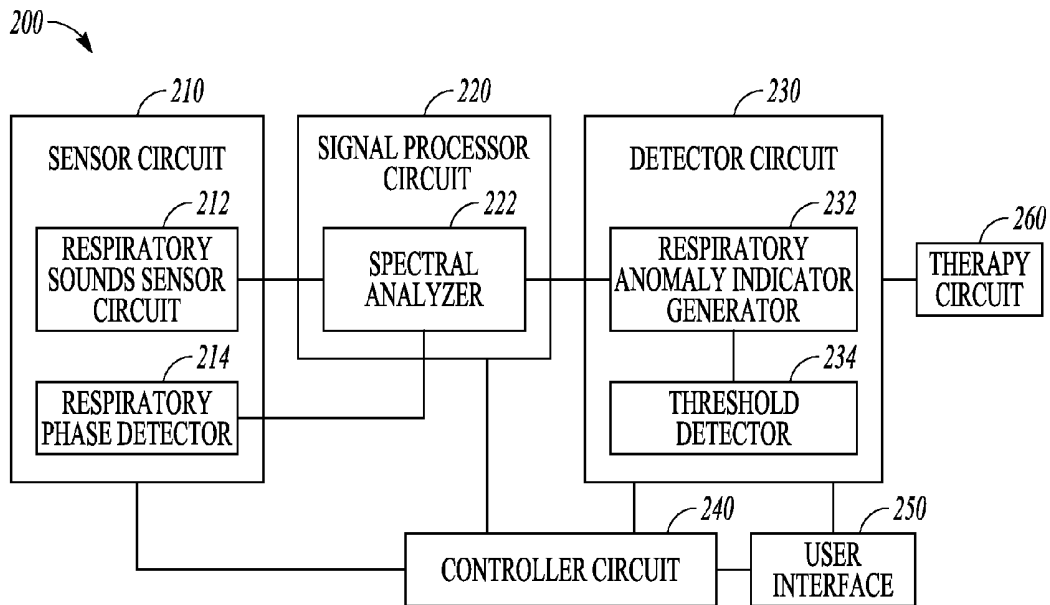 200
210
SENSOR CIRCUIT
212
RESPIRATORY
SOUNDS SENSOR
CIRCUIT
214
RESPIRATORY
PHASE DETECTOR
220
SIGNAL PROCESSOR
CIRCUIT
222
SPECTRAL
ANALYZER
230
DETECTOR CIRCUIT
232
RESPIRATORY
ANOMALY INDICATOR
GENERATOR
234
THRESHOLD
DETECTOR
260
THERAPY
CIRCUIT
240
CONTROLLER CIRCUIT
250
USER
INTERFACE